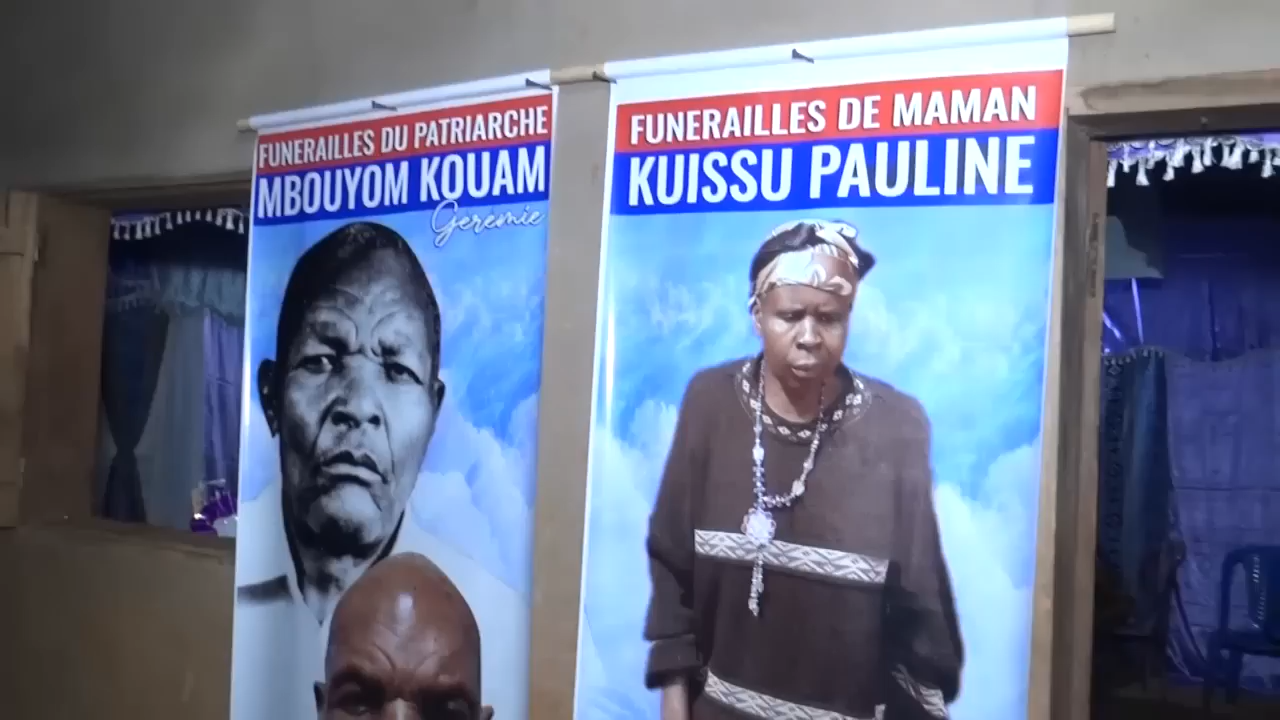 FUNERAILLES DU PATRIARCHE
MBOUYOM KOUAM
Geremie
FUNERAILLES DE MAMAN
KUISSU PAULINE